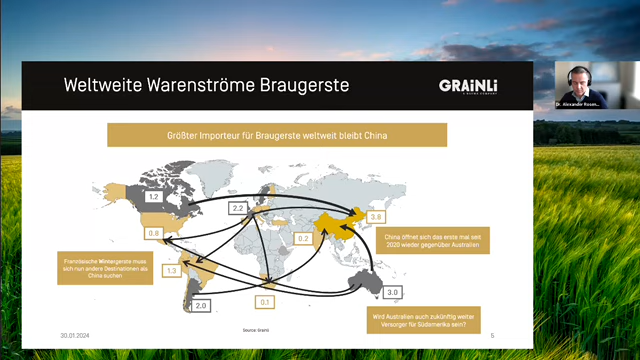 Weltweite Warenströme Braugerste
GRAiNLi
Dr. Alexander Rosen...
Größter Importeur für Braugerste weltweit bleibt China
1.2
2.2
0.8
3.8
0.2
China öffnet sich das erste mal seit
2020 wieder gegenüber Australien
Französische Wintergerste muss
sich nun andere Destinationen als
China suchen
1.3
2.0
0.1
3.0
Wird Australien auch zukünftig weiter
Versorger für Südamerika sein?
Source: Grainli
30.01.2024
5